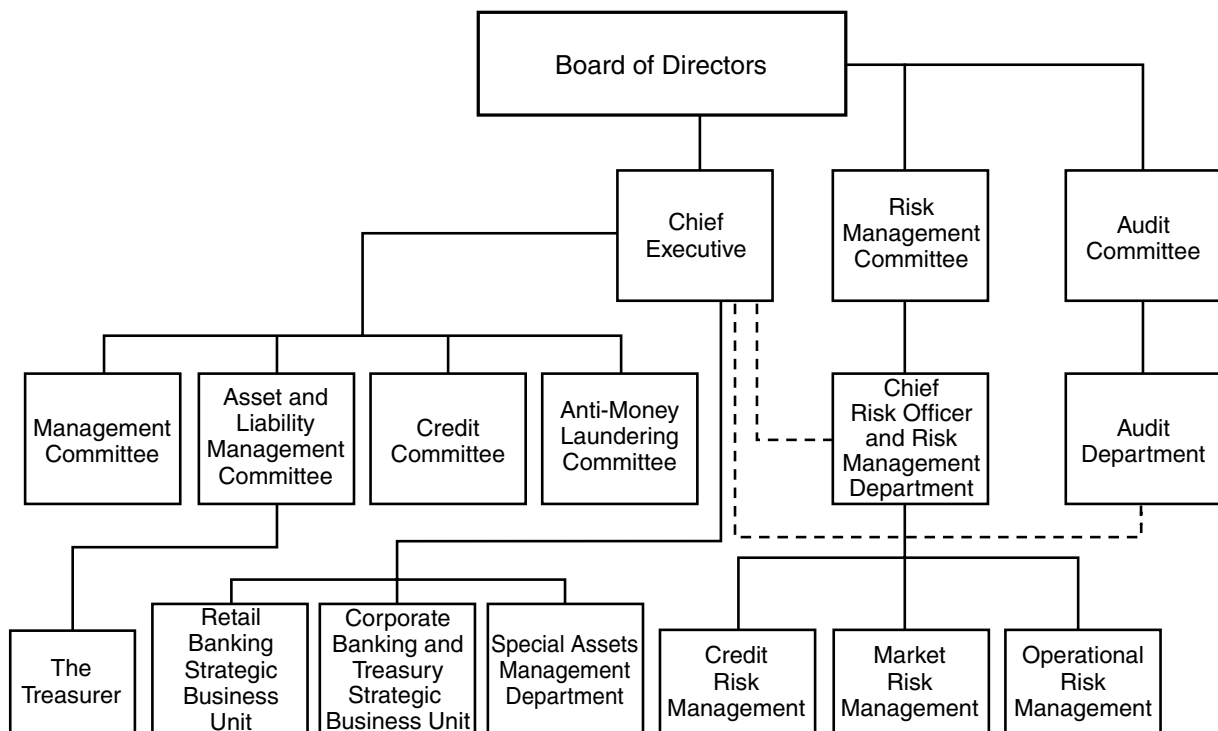 Board of Directors
Chief
Executive
Risk
Management
Committee
Audit
Committee
Management
Committee
Asset and
Liability
Management
Committee
Credit
Committee
Anti-Money
Laundering
Committee
Chief
Risk Officer
and Risk
Management
Department
Audit
Department
The
Treasurer
Retail
Banking
Strategic
Business
Unit
Corporate
Banking and
Treasury
Strategic
Business Unit
Special Assets
Management
Department
Credit
Risk
Management
Market
Risk
Management
Operational
Risk
Management